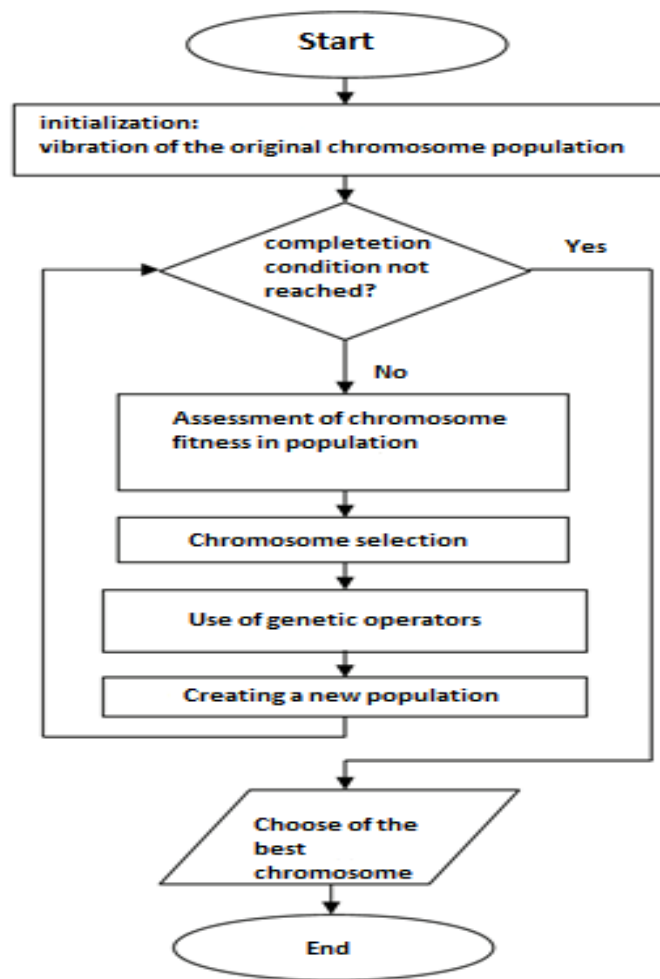 Start
initialization:
vibration of the original chromosome population
completetion
condition not
reached?
Yes
No
Assessment of chromosome
fitness in population
Chromosome selection
Use of genetic operators
Creating a new population
Choose of the
best
chromosome
End